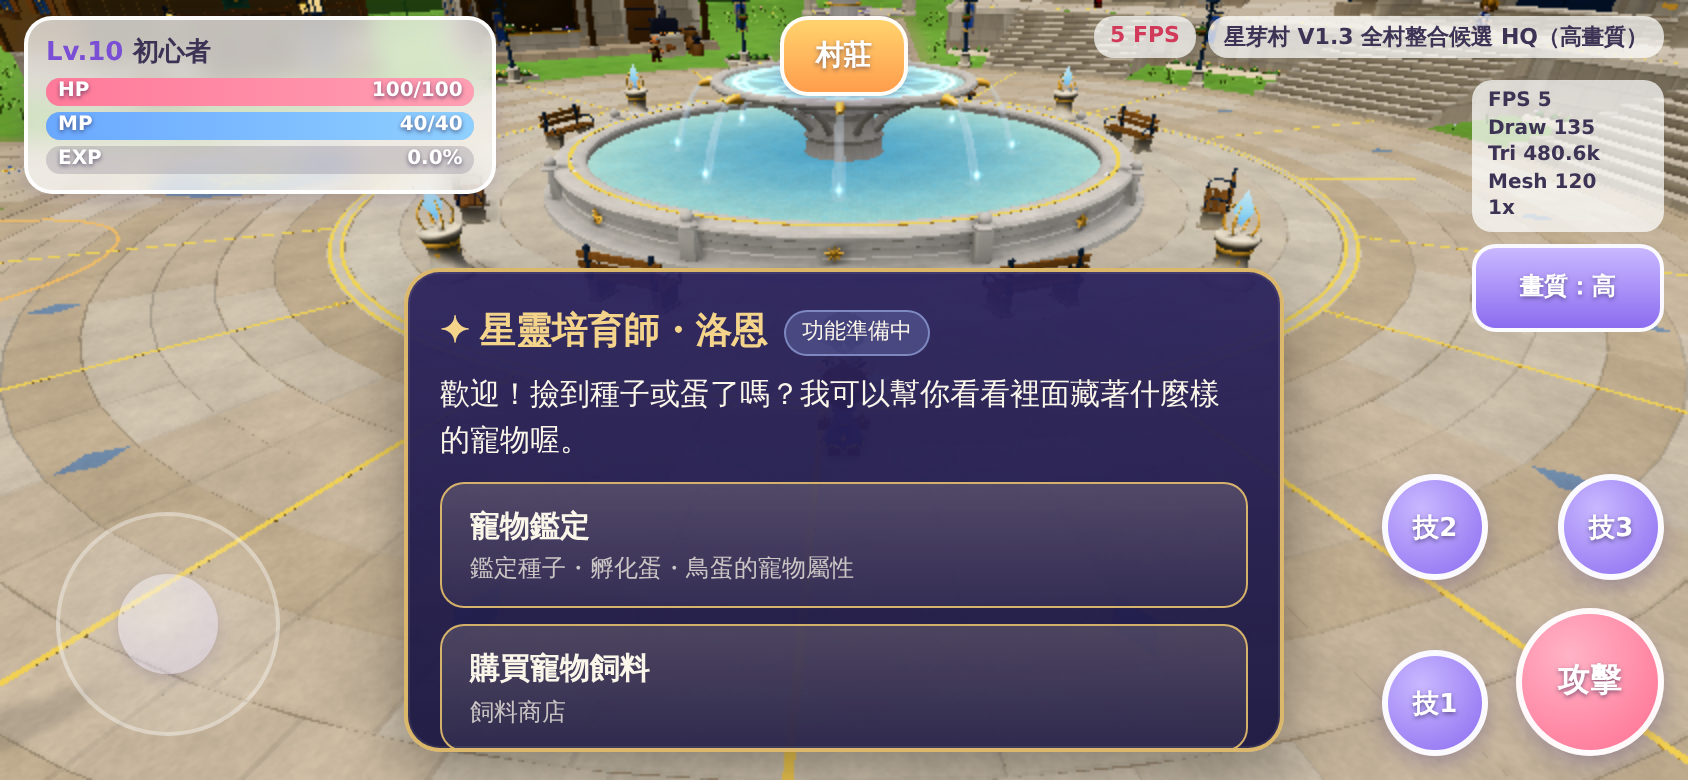 Lv.10 初心者
HP 100/100
MP 40/40
EXP 0.0%
村莊
5 FPS
星芽村 V1.3 全村整合候選 HQ（高畫質）
FPS 5
Draw 135
Tri 480.6k
Mesh 120
1x
畫質：高
✦ 星靈培育師・洛恩
功能準備中
歡迎！撿到種子或蛋了嗎？我可以幫你看看裡面藏著什麼樣
的寵物喔。
寵物鑑定
鑑定種子・孵化蛋・鳥蛋的寵物屬性
購買寵物飼料
飼料商店
技2
技3
技1
攻擊